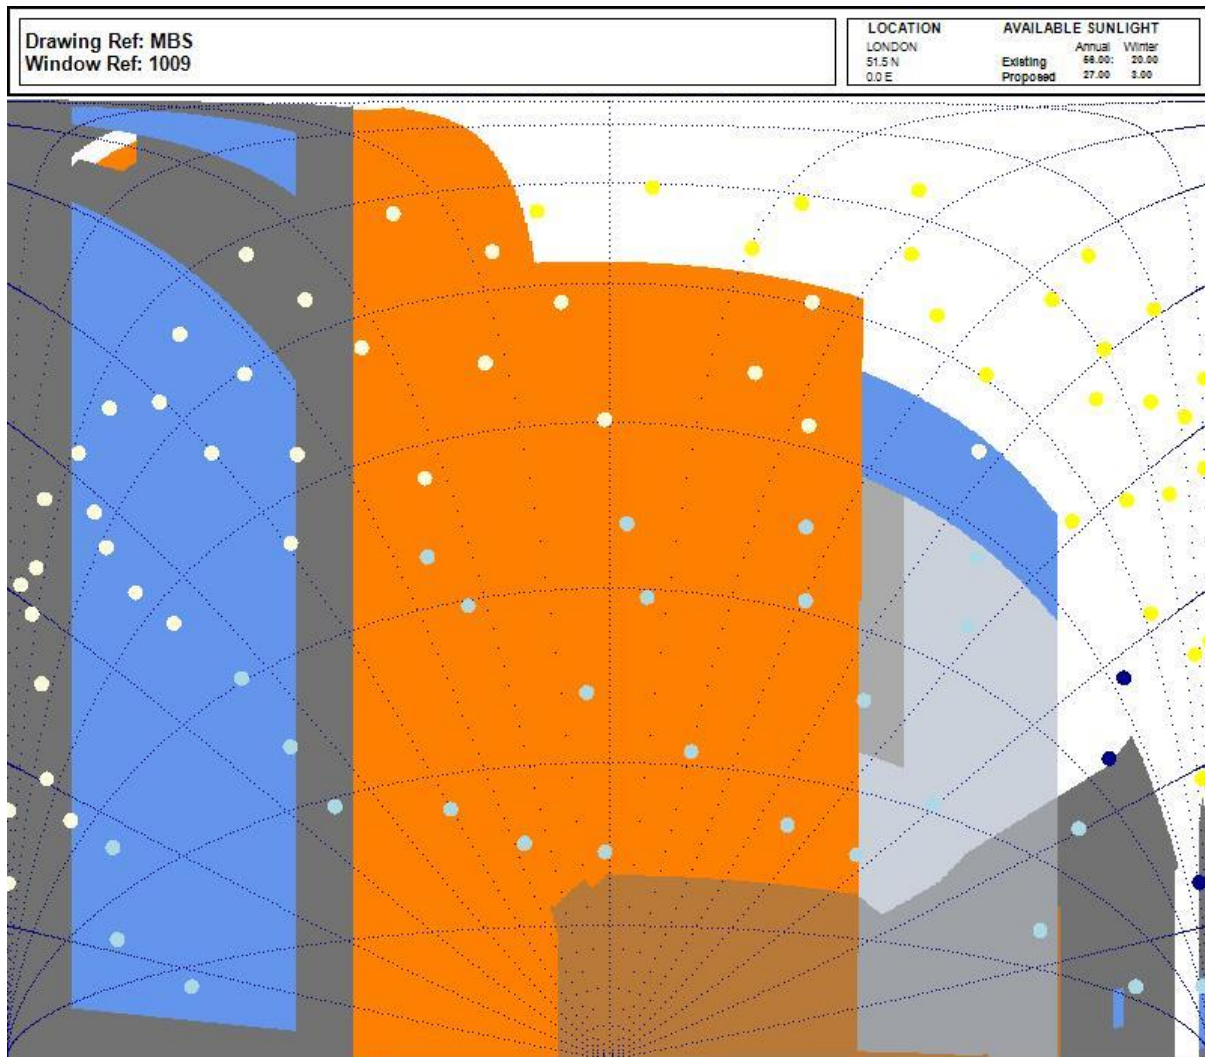 Drawing Ref: MBS
Window Ref: 1009
LOCATION
LONDON
51.5 N
0.0 E
AVAILABLE SUNLIGHT
Annual Winter
Existing 56.00: 20.00
Proposed 27.00 3.00